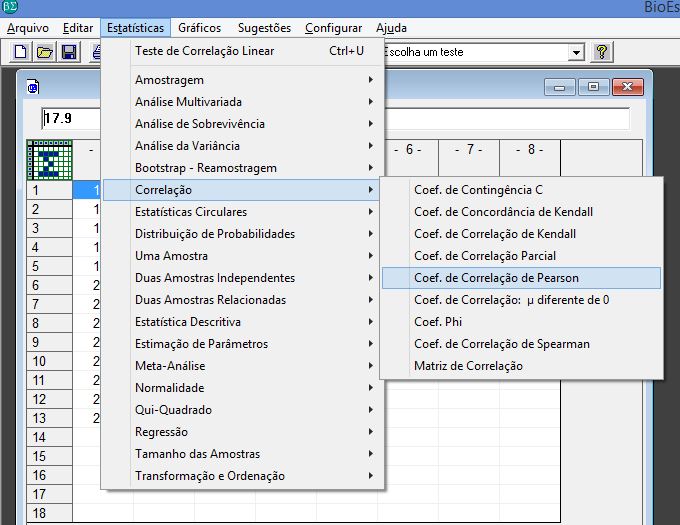 βΣ BioEs
Arquivo Editar Estatísticas Gráficos Sugestões Configurar Ajuda
Escolha um teste ?
17.9
Teste de Correlação Linear Ctrl+U
Amostragem
Análise Multivariada
Análise de Sobrevivência
Análise da Variância
Bootstrap - Reamostragem
Correlação
Estatísticas Circulares
Distribuição de Probabilidades
Uma Amostra
Duas Amostras Independentes
Duas Amostras Relacionadas
Estatística Descritiva
Estimação de Parâmetros
Meta-Análise
Normalidade
Qui-Quadrado
Regressão
Tamanho das Amostras
Transformação e Ordenação
Coef. de Contingência C
Coef. de Concordância de Kendall
Coef. de Correlação de Kendall
Coef. de Correlação Parcial
Coef. de Correlação de Pearson
Coef. de Correlação: µ diferente de 0
Coef. Phi
Coef. de Correlação de Spearman
Matriz de Correlação
Σ - - 6 - - 7 - - 8 -
1 1
2 1
3 1
4 1
5 1
6 2
7 2
8 2
9 2
10 2
11 2
12 2
13 2
14
15
16
17
18